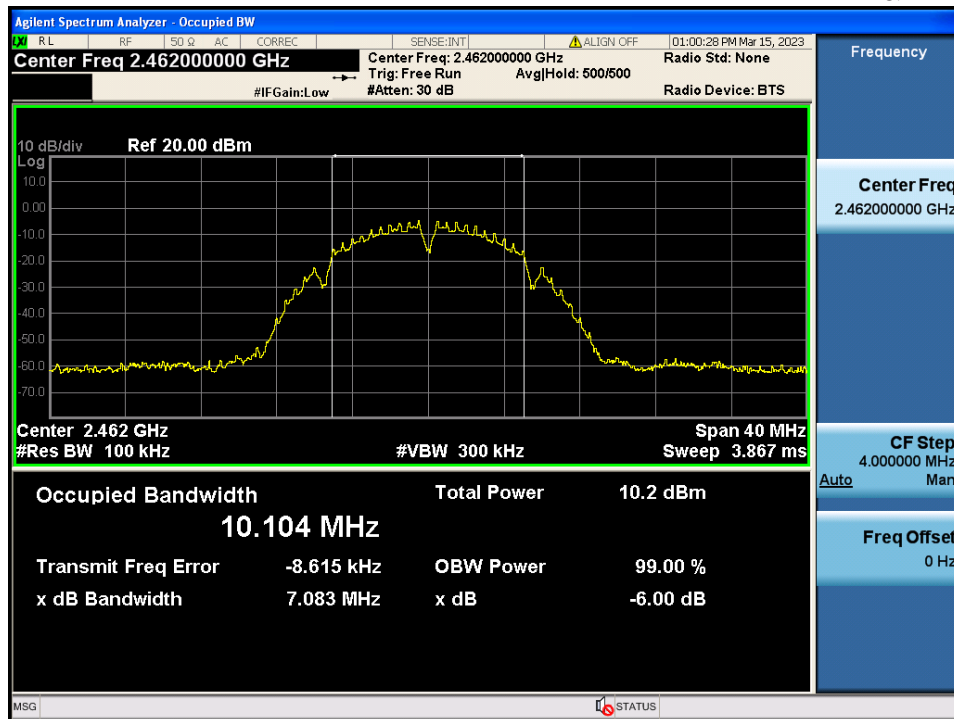 Agilent Spectrum Analyzer - Occupied BW
LXI RL RF 50 Ω AC CORREC SENSE:INT ALIGN OFF 01:00:28 PM Mar 15, 2023
Center Freq 2.462000000 GHz
Center Freq: 2.462000000 GHz Radio Std: None
Trig: Free Run Avg|Hold: 500/500
#IFGain:Low #Atten: 30 dB Radio Device: BTS
10 dB/div Ref 20.00 dBm
Log
10.0
0.00
-10.0
-20.0
-30.0
-40.0
-50.0
-60.0
-70.0
Center 2.462 GHz Span 40 MHz
#Res BW 100 kHz #VBW 300 kHz Sweep 3.867 ms
Occupied Bandwidth Total Power 10.2 dBm
10.104 MHz
Transmit Freq Error -8.615 kHz OBW Power 99.00 %
x dB Bandwidth 7.083 MHz x dB -6.00 dB
Frequency
Center Freq
2.462000000 GHz
CF Step
4.000000 MHz
Auto Man
Freq Offset
0 Hz
MSG STATUS